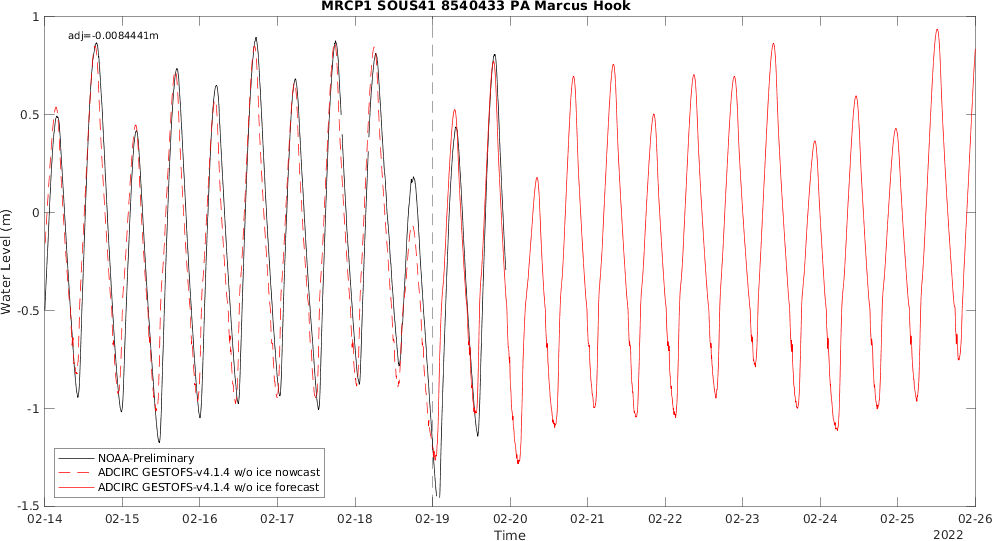 MRCP1 SOUS41 8540433 PA Marcus Hook
adj=-0.0084441m
1
0.5
0
-0.5
-1
-1.5
Water Level (m)
NOAA-Preliminary
ADCIRC GESTOFS-v4.1.4 w/o ice nowcast
ADCIRC GESTOFS-v4.1.4 w/o ice forecast
02-14 02-15 02-16 02-17 02-18 02-19 02-20 02-21 02-22 02-23 02-24 02-25 02-26
Time
2022